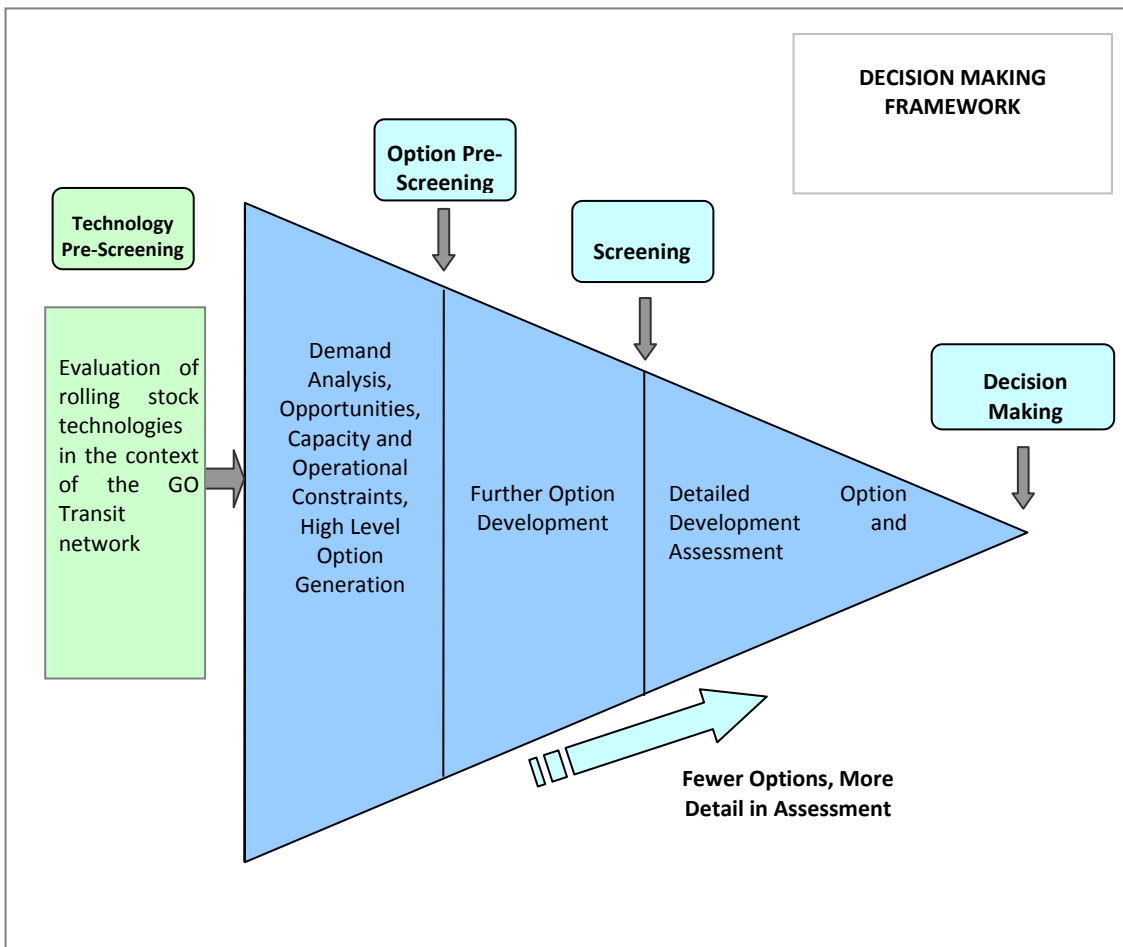 DECISION MAKING
FRAMEWORK
Option Pre-
Screening
Technology
Pre-Screening
Screening
Decision
Making
Evaluation of
rolling stock
technologies
in the context
of the GO
Transit
network
Demand
Analysis,
Opportunities,
Capacity and
Operational
Constraints,
High Level
Option
Generation
Further Option
Development
Detailed Option
Development and
Assessment
Fewer Options, More
Detail in Assessment